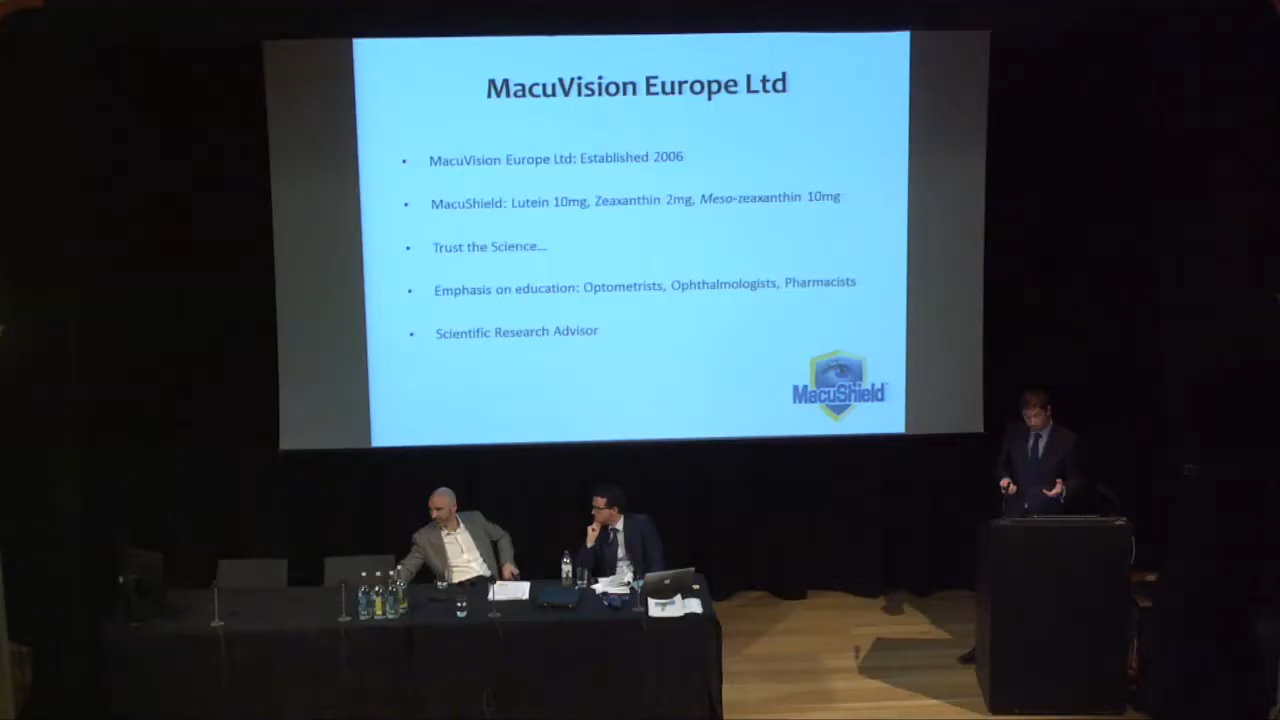 MacuVision Europe Ltd
• MacuVision Europe Ltd: Established 2006
• MacuShield: Lutein 10mg, Zeaxanthin 2mg, Meso-zeaxanthin 10mg
• Trust the Science...
• Emphasis on education: Optometrists, Ophthalmologists, Pharmacists
• Scientific Research Advisor
MacuShield